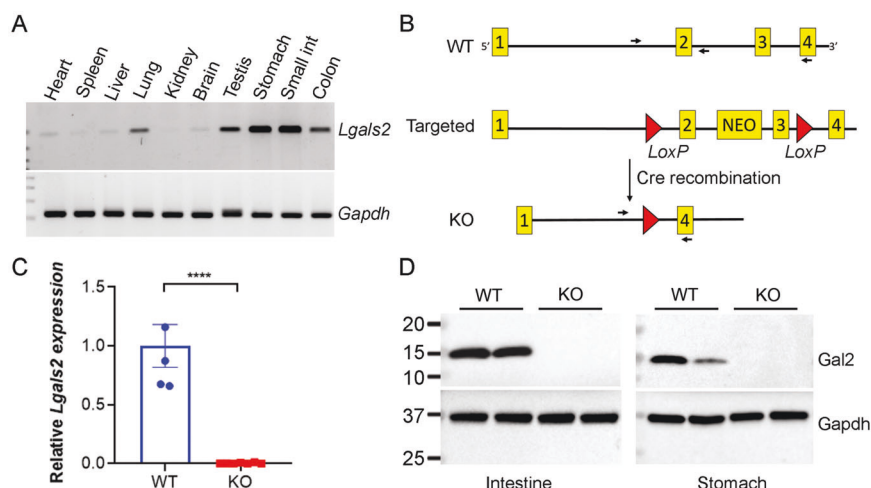 A
Heart Spleen Liver Lung Kidney Brain Testis Stomach Small int Colon
Lgals2
Gapdh
B
WT 5' 1 2 3 4 3'
Targeted 1 2 NEO 3 4
LoxP LoxP
Cre recombination
KO 1 4
C
****
Relative Lgals2 expression
1.5
1.0
0.5
0.0
WT KO
D
WT KO WT KO
20
15
10
Gal2
37
25
Gapdh
Intestine Stomach